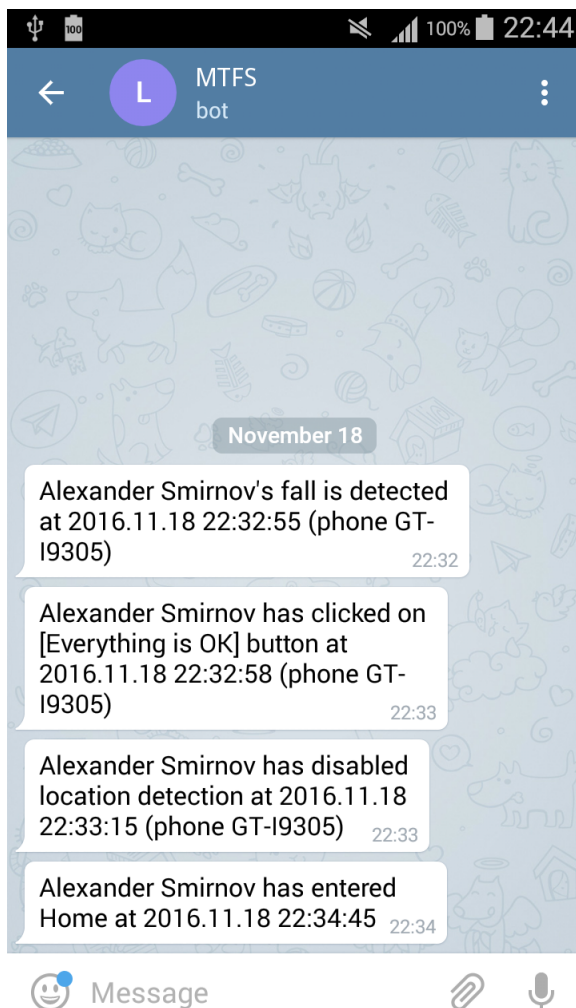 100
100% 22:44
L
MTFS
bot
November 18
Alexander Smirnov's fall is detected
at 2016.11.18 22:32:55 (phone GT-
I9305)
22:32
Alexander Smirnov has clicked on
[Everything is OK] button at
2016.11.18 22:32:58 (phone GT-
I9305)
22:33
Alexander Smirnov has disabled
location detection at 2016.11.18
22:33:15 (phone GT-I9305) 22:33
Alexander Smirnov has entered
Home at 2016.11.18 22:34:45 22:34
Message